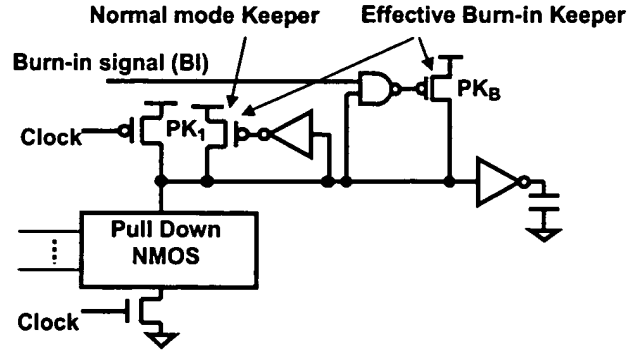 Normal mode Keeper
Effective Burn-in Keeper
Burn-in signal (BI)
PKB
Clock
PK1
Pull Down
NMOS
Clock